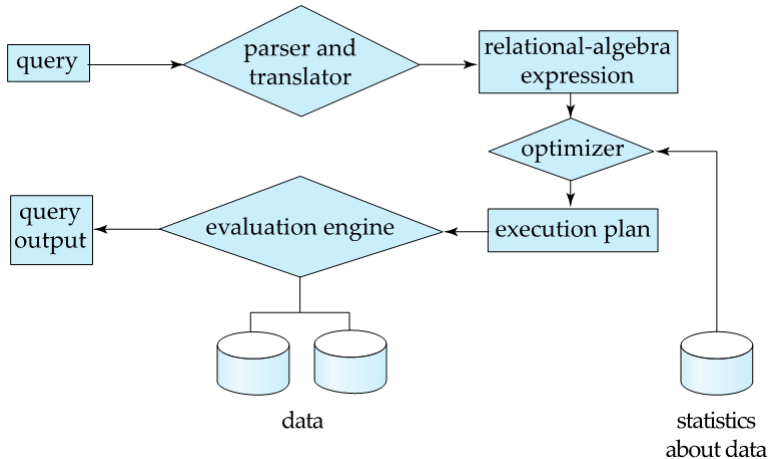 query
parser and
translator
relational-algebra
expression
optimizer
query
output
evaluation engine
execution plan
data
statistics
about data